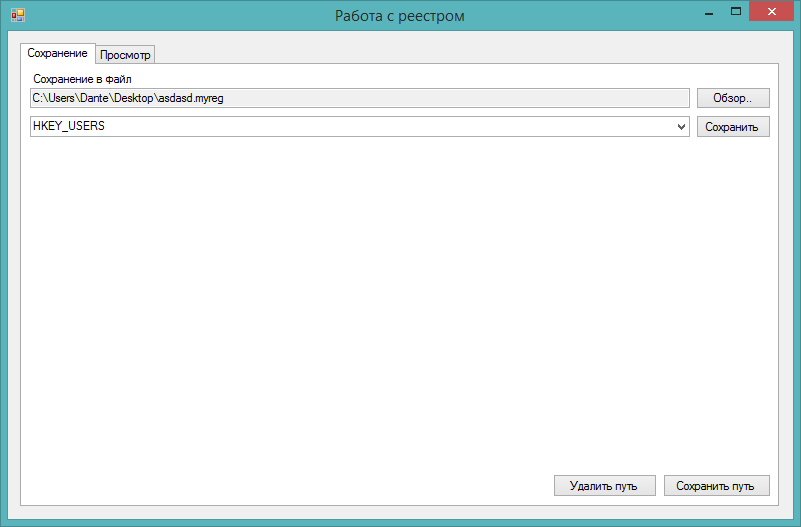 Работа с реестром
Сохранение Просмотр
Сохранение в файл
C:\Users\Dante\Desktop\asdasd.myreg Обзор..
HKEY_USERS Сохранить
Удалить путь Сохранить путь